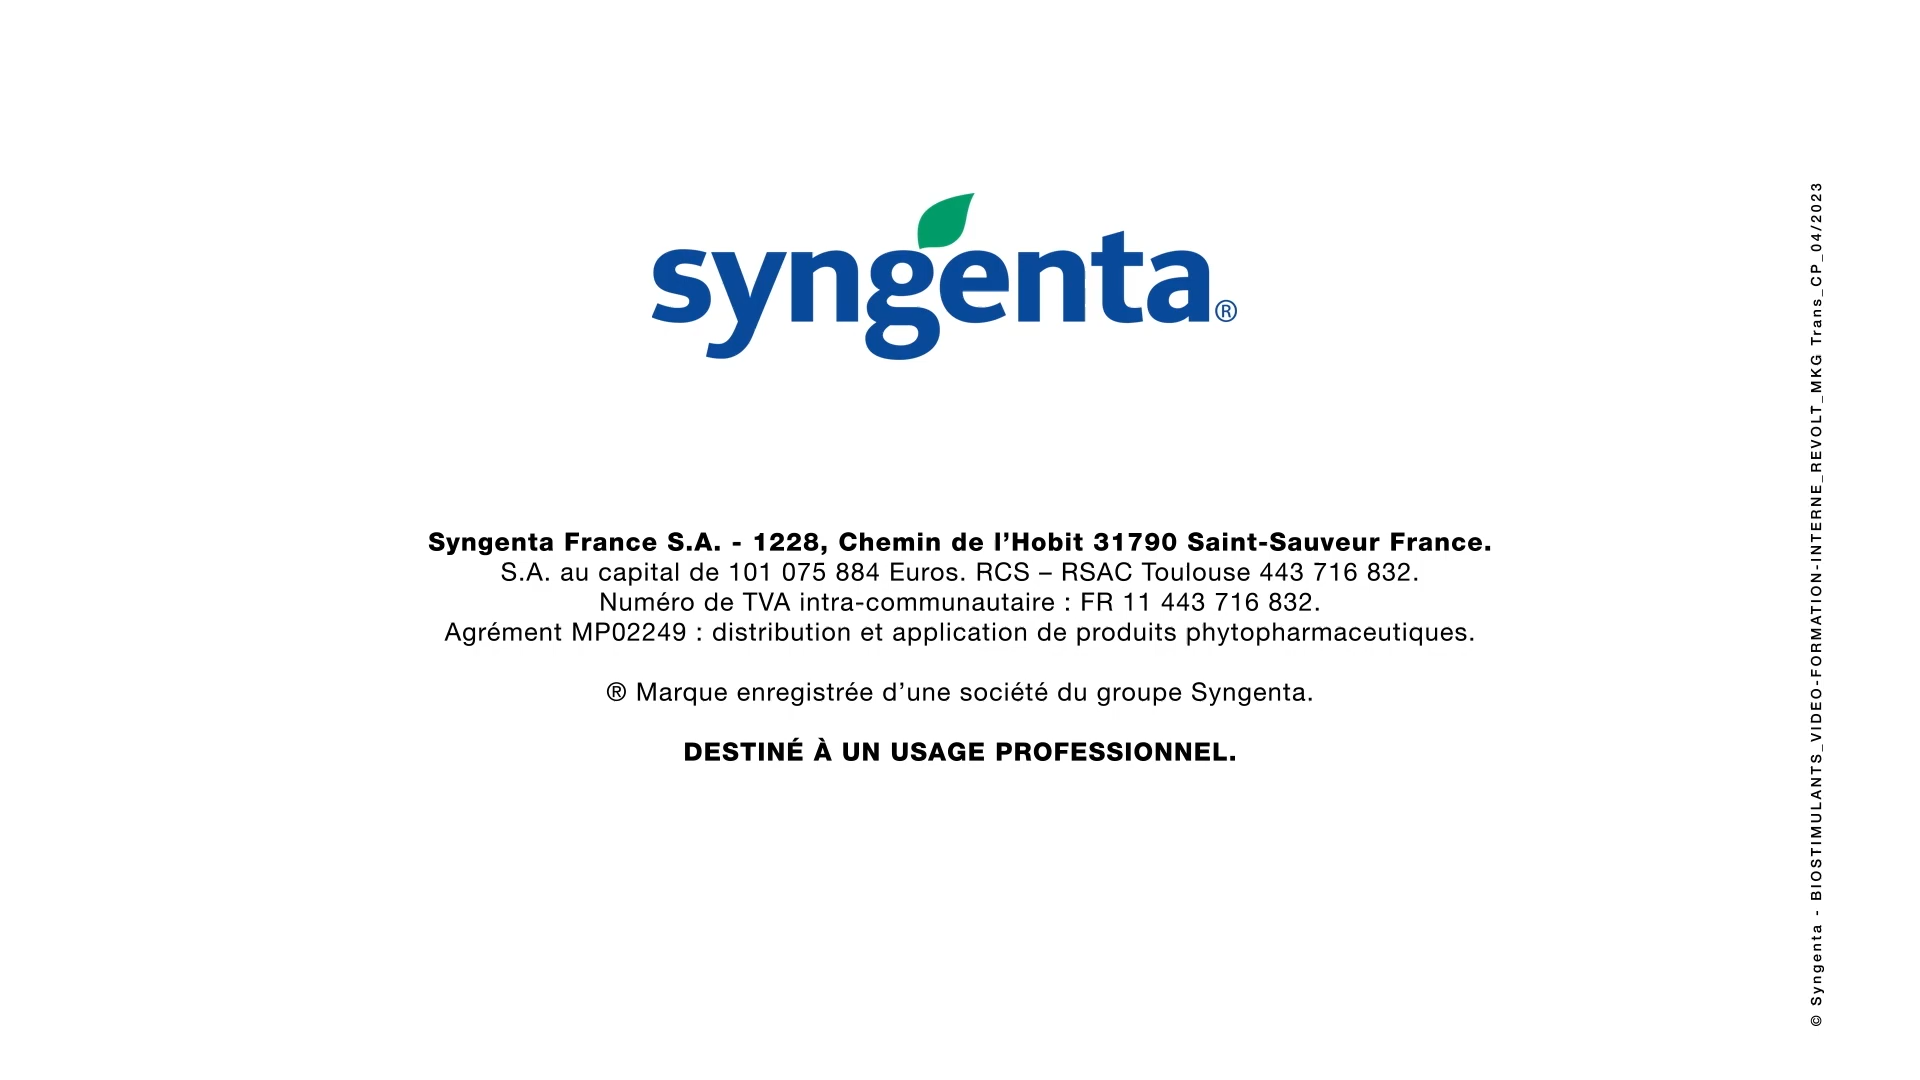 syngenta®
Syngenta France S.A. - 1228, Chemin de l’Hobit 31790 Saint-Sauveur France.
S.A. au capital de 101 075 884 Euros. RCS – RSAC Toulouse 443 716 832.
Numéro de TVA intra-communautaire : FR 11 443 716 832.
Agrément MP02249 : distribution et application de produits phytopharmaceutiques.
® Marque enregistrée d’une société du groupe Syngenta.
DESTINÉ À UN USAGE PROFESSIONNEL.
© Syngenta - BIOSTIMULANTS_VIDEO-FORMATION-INTERNE_REVOLT_MKG Trans_CP_04/2023